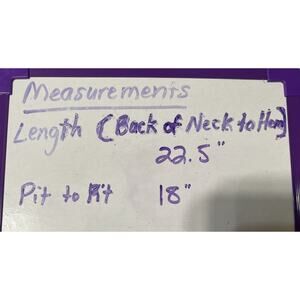 Measurements
Length (Back of Neck to Hem)
22.5"
Pit to Pit 18"